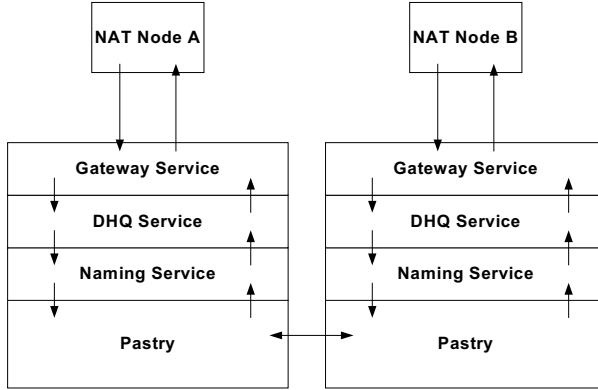 NAT Node A
NAT Node B
Gateway Service
Gateway Service
DHQ Service
DHQ Service
Naming Service
Naming Service
Pastry
Pastry